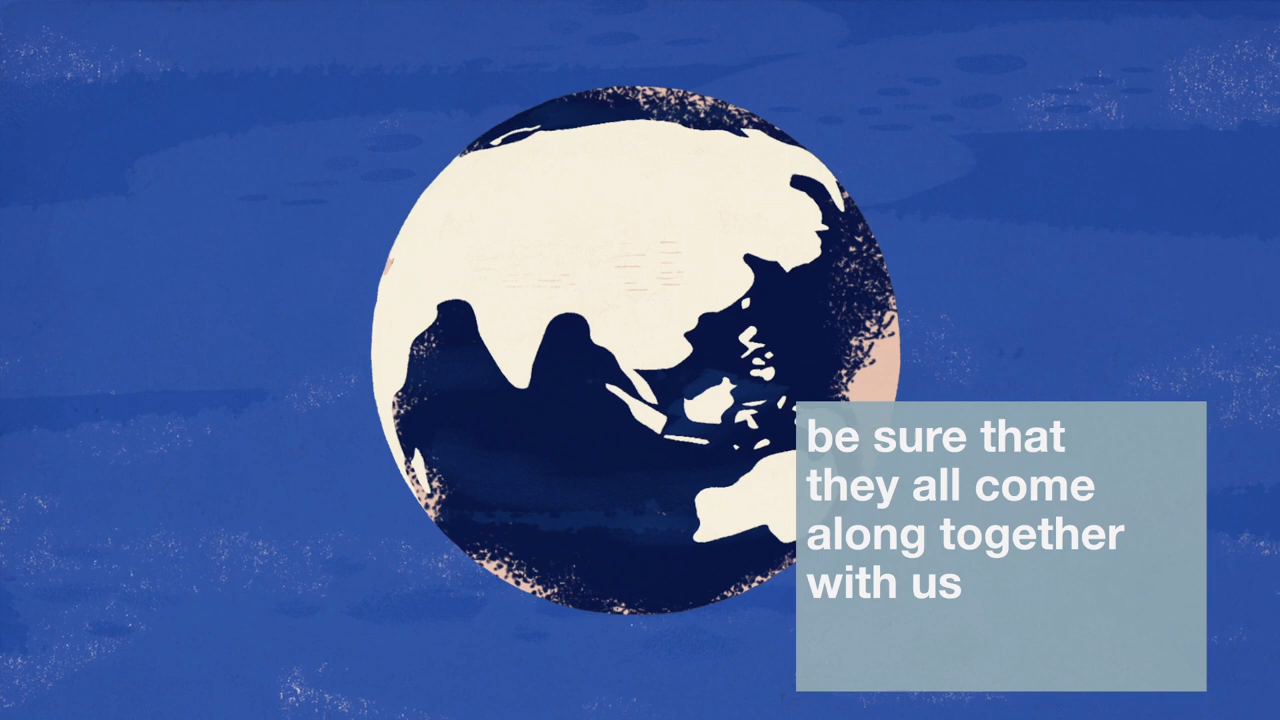 be sure that
they all come
along together
with us